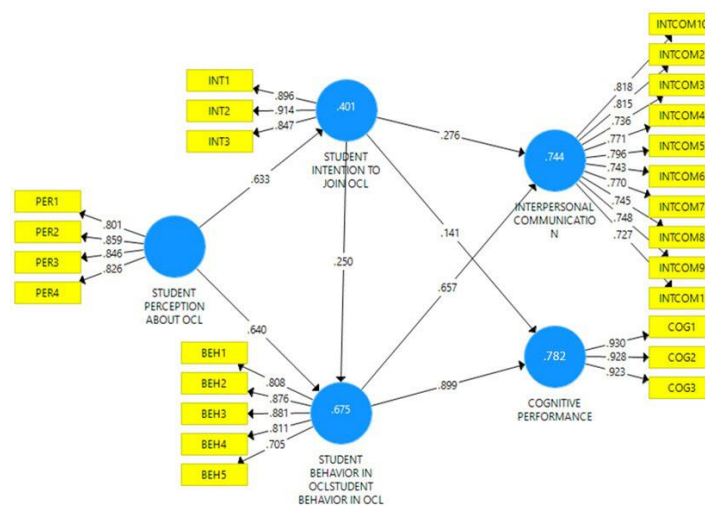 INT1
INT2
INT3
.896
.914
.847
.401
STUDENT
INTENTION TO
JOIN OCL
.633
.276
.141
.250
PER1
PER2
PER3
PER4
.801
.859
.846
.826
STUDENT
PERCEPTION
ABOUT OCL
.640
.657
.899
BEH1
BEH2
BEH3
BEH4
BEH5
.808
.876
.881
.811
.705
.675
STUDENT
BEHAVIOR IN
OCLSTUDENT
BEHAVIOR IN OCL
.744
INTERPERSONAL
COMMUNICATIO
N
.818
.815
.736
.771
.796
.743
.770
.745
.748
.727
INTCOM10
INTCOM2
INTCOM3
INTCOM4
INTCOM5
INTCOM6
INTCOM7
INTCOM8
INTCOM9
INTCOM1
.782
COGNITIVE
PERFORMANCE
.930
.928
.923
COG1
COG2
COG3